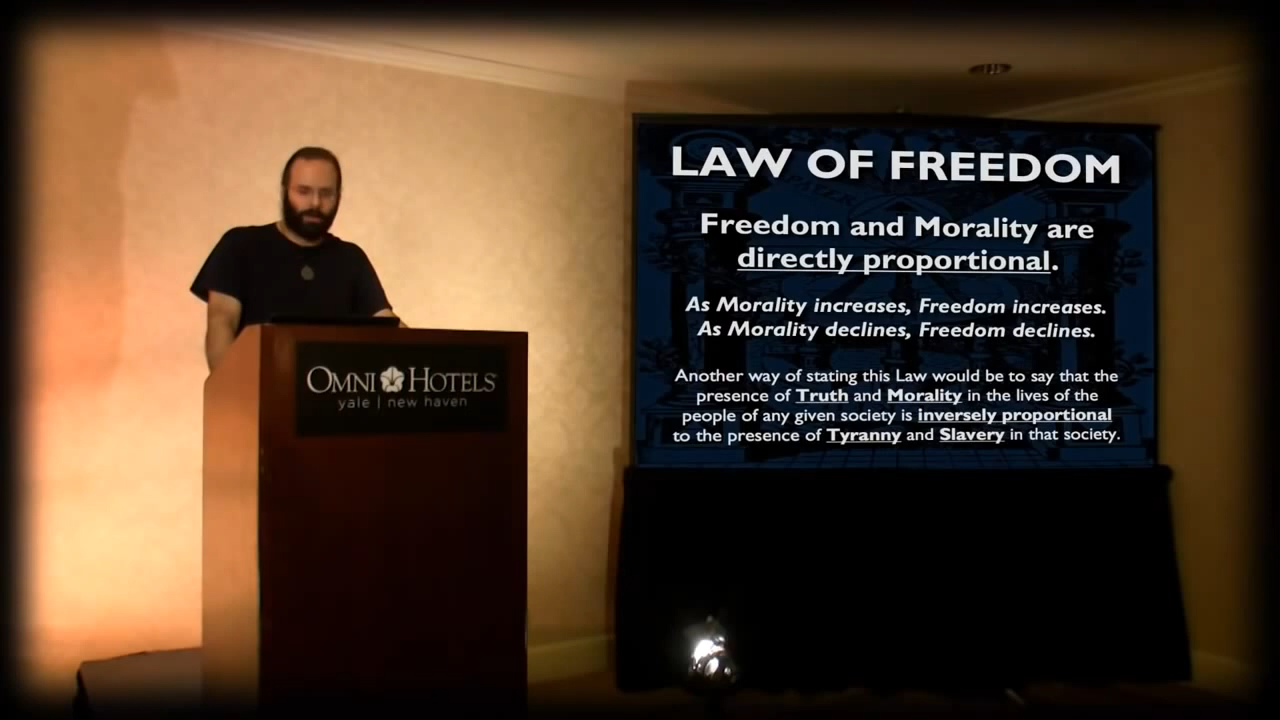 LAW OF FREEDOM
Freedom and Morality are
directly proportional.
As Morality increases, Freedom increases.
As Morality declines, Freedom declines.
Another way of stating this Law would be to say that the
presence of Truth and Morality in the lives of the
people of any given society is inversely proportional
to the presence of Tyranny and Slavery in that society.
OMNI HOTELS
yale | new haven